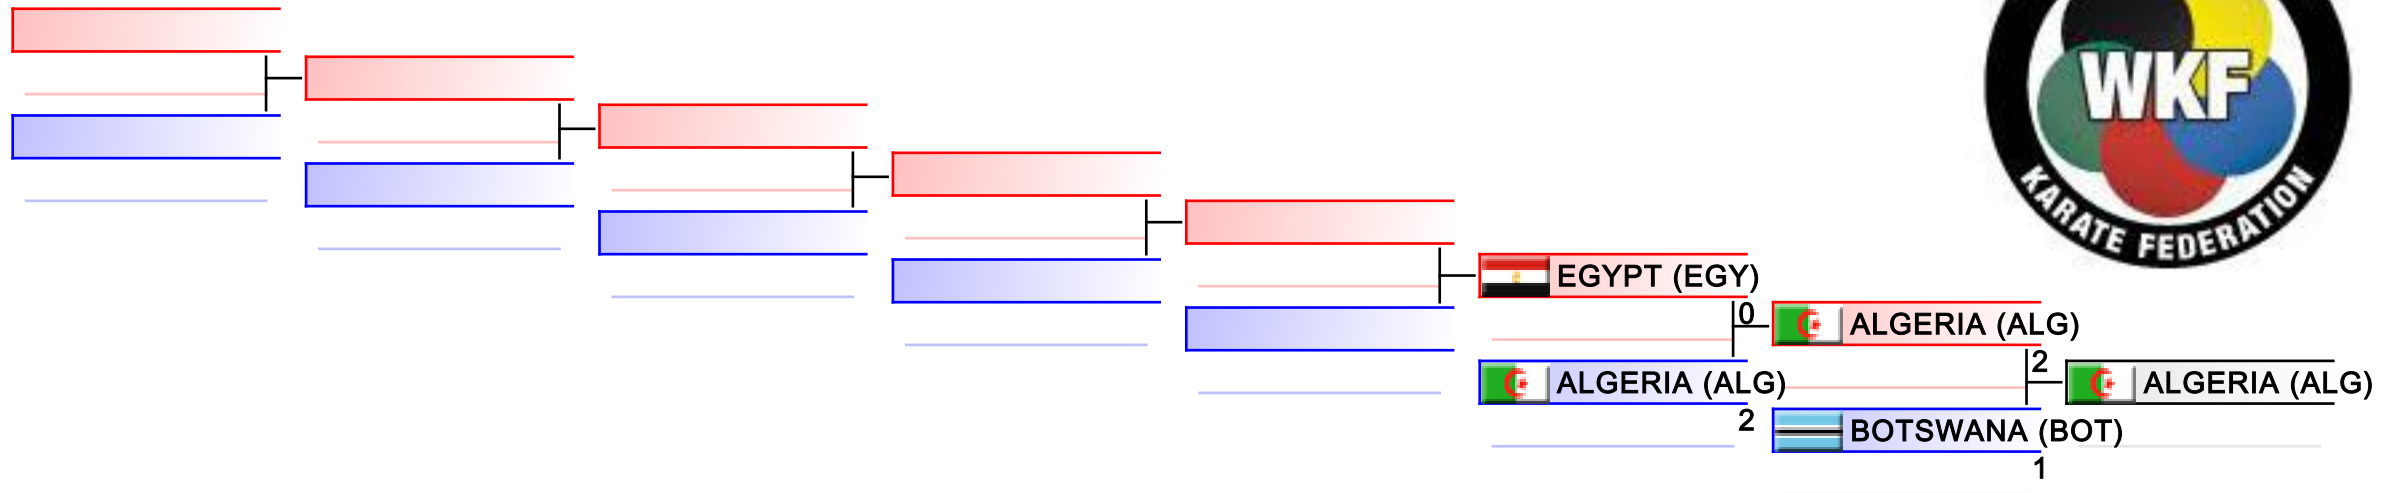 WKF
KARATE FEDERATION
EGYPT (EGY)
0
ALGERIA (ALG)
2
ALGERIA (ALG)
2
BOTSWANA (BOT)
1
ALGERIA (ALG)